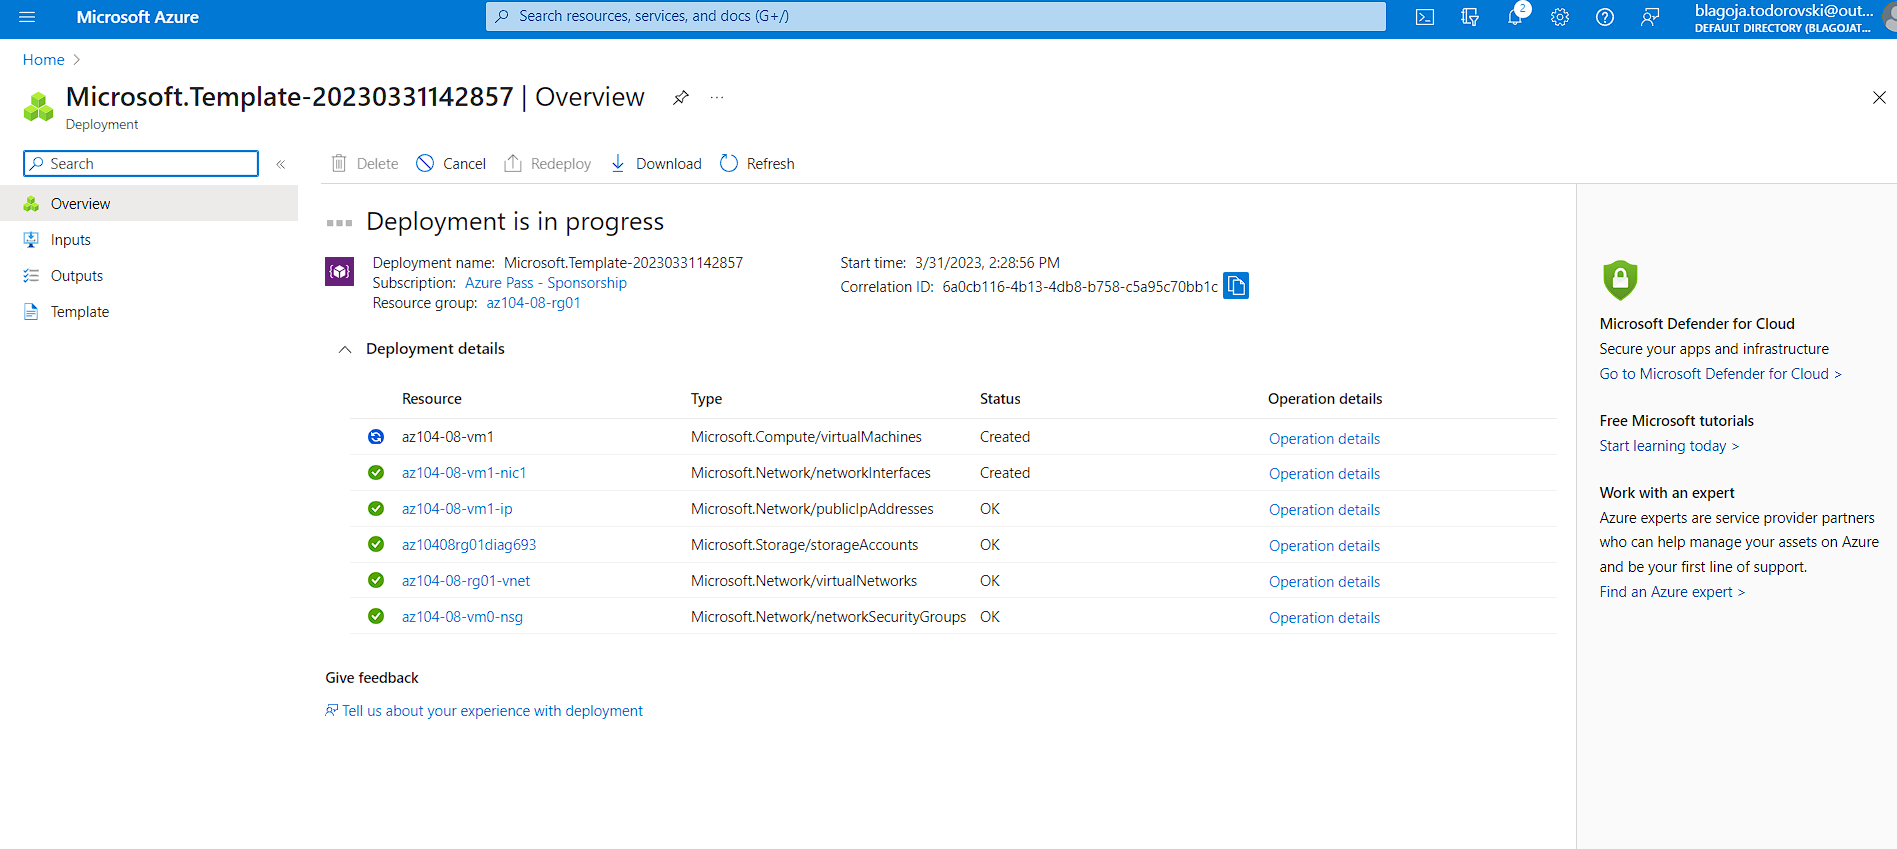 Microsoft Azure
Search resources, services, and docs (G+/)
2
blagoja.todorovski@out...
DEFAULT DIRECTORY (BLAGOJAT...
Home
Microsoft.Template-20230331142857 | Overview
...
Deployment
Search
«
Delete
Cancel
Redeploy
Download
Refresh
Overview
Inputs
Outputs
Template
Deployment is in progress
Deployment name: Microsoft.Template-20230331142857
Subscription: Azure Pass - Sponsorship
Resource group: az104-08-rg01
Start time: 3/31/2023, 2:28:56 PM
Correlation ID: 6a0cb116-4b13-4db8-b758-c5a95c70bb1c
Deployment details
Resource Type Status Operation details
az104-08-vm1 Microsoft.Compute/virtualMachines Created Operation details
az104-08-vm1-nic1 Microsoft.Network/networkInterfaces Created Operation details
az104-08-vm1-ip Microsoft.Network/publicIpAddresses OK Operation details
az10408rg01diag693 Microsoft.Storage/storageAccounts OK Operation details
az104-08-rg01-vnet Microsoft.Network/virtualNetworks OK Operation details
az104-08-vm0-nsg Microsoft.Network/networkSecurityGroups OK Operation details
Give feedback
Tell us about your experience with deployment
Microsoft Defender for Cloud
Secure your apps and infrastructure
Go to Microsoft Defender for Cloud >
Free Microsoft tutorials
Start learning today >
Work with an expert
Azure experts are service provider partners
who can help manage your assets on Azure
and be your first line of support.
Find an Azure expert >